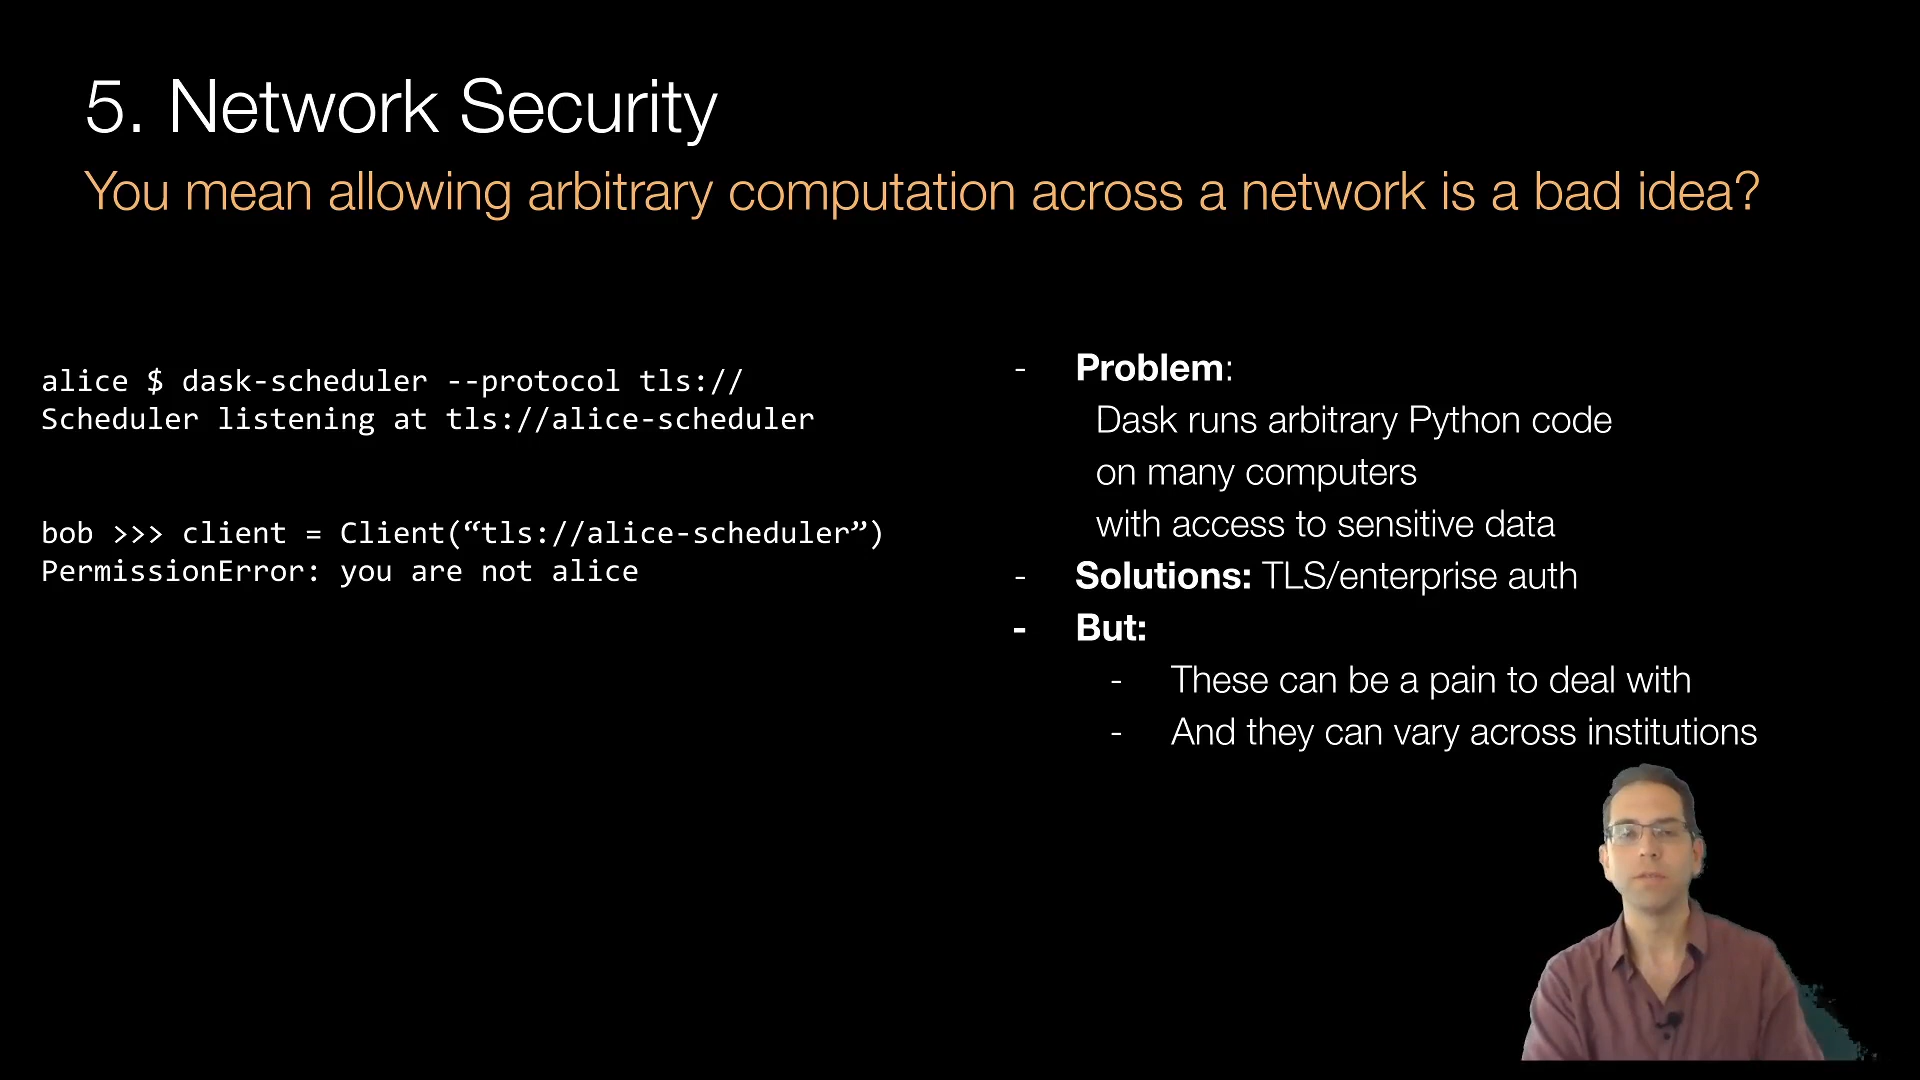 5. Network Security
You mean allowing arbitrary computation across a network is a bad idea?
alice $ dask-scheduler --protocol tls://
Scheduler listening at tls://alice-scheduler
bob >>> client = Client(“tls://alice-scheduler”)
PermissionError: you are not alice
- Problem:
Dask runs arbitrary Python code
on many computers
with access to sensitive data
- Solutions: TLS/enterprise auth
- But:
- These can be a pain to deal with
- And they can vary across institutions